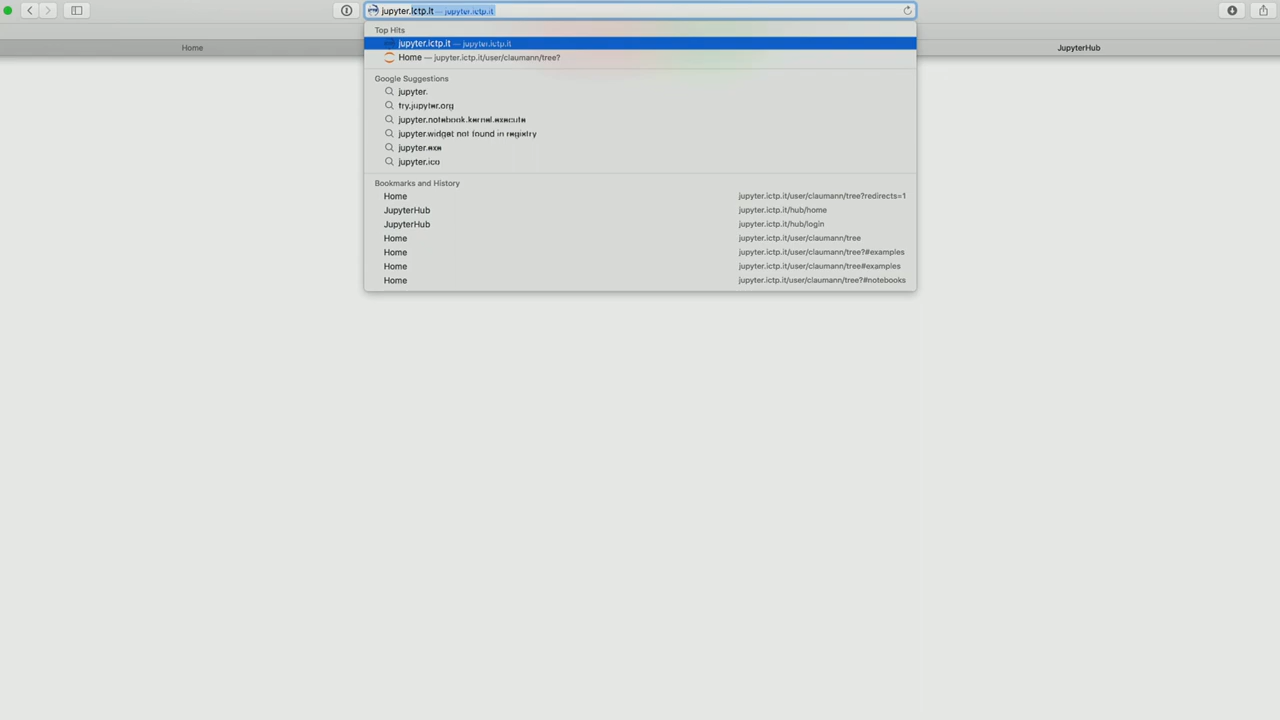 jupyter.ictp.it — jupyter.ictp.it
Top Hits
jupyter.ictp.it — jupyter.ictp.it
Home — jupyter.ictp.it/user/claumann/tree?
Home
JupyterHub
Google Suggestions
jupyter.
try.jupyter.org
jupyter.notebook.kernel.execute
jupyter.widget not found in registry
jupyter.exe
jupyter.ico
Bookmarks and History
Home jupyter.ictp.it/user/claumann/tree?redirects=1
JupyterHub jupyter.ictp.it/hub/home
JupyterHub jupyter.ictp.it/hub/login
Home jupyter.ictp.it/user/claumann/tree
Home jupyter.ictp.it/user/claumann/tree?#examples
Home jupyter.ictp.it/user/claumann/tree#examples
Home jupyter.ictp.it/user/claumann/tree?#notebooks